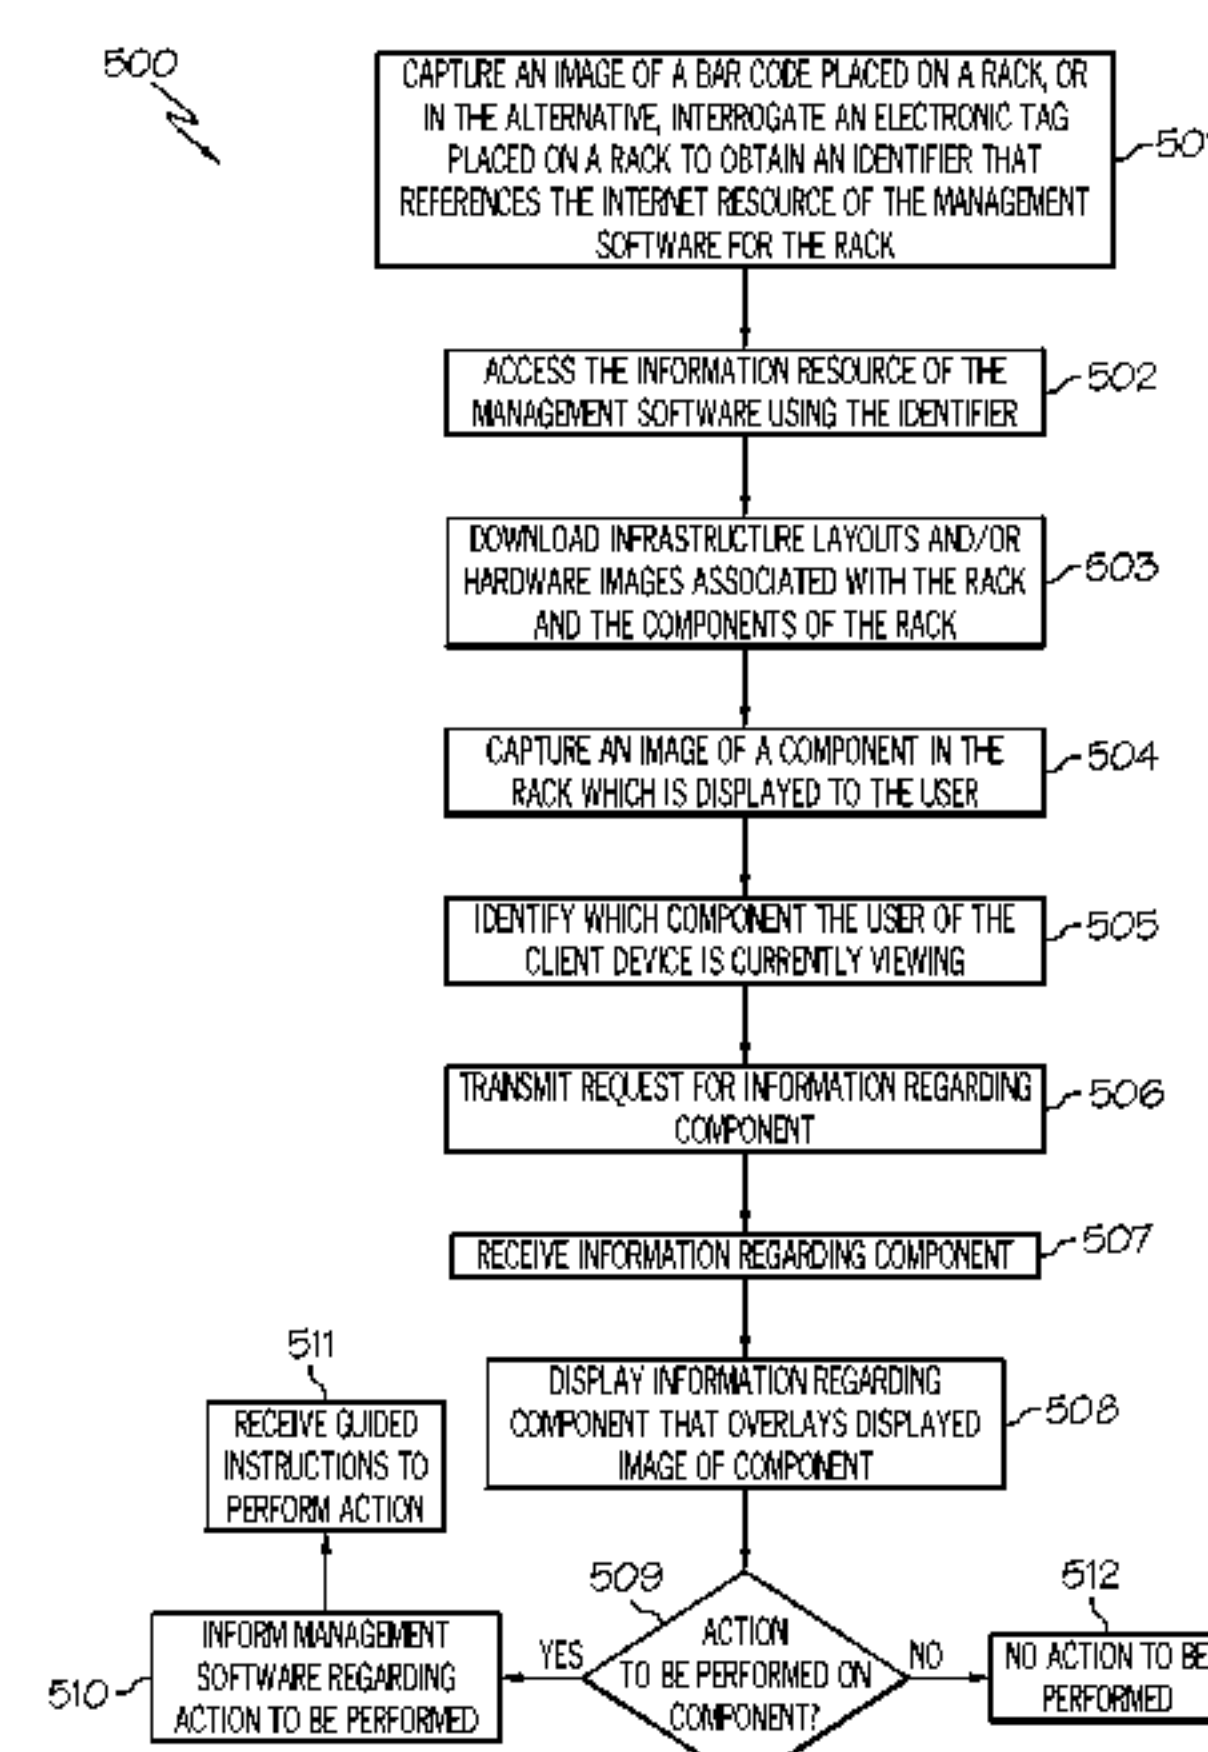 500
CAPTURE AN IMAGE OF A BAR CODE PLACED ON A RACK, OR
IN THE ALTERNATIVE, INTERROGATE AN ELECTRONIC TAG
PLACED ON A RACK TO OBTAIN AN IDENTIFIER THAT
REFERENCES THE INTERNET RESOURCE OF THE MANAGEMENT
SOFTWARE FOR THE RACK
ACCESS THE INFORMATION RESOURCE OF THE
MANAGEMENT SOFTWARE USING THE IDENTIFIER
502
DOWNLOAD INFRASTRUCTURE LAYOUTS AND/OR
HARDWARE IMAGES ASSOCIATED WITH THE RACK
AND THE COMPONENTS OF THE RACK
503
CAPTURE AN IMAGE OF A COMPONENT IN THE
RACK WHICH IS DISPLAYED TO THE USER
504
IDENTIFY WHICH COMPONENT THE USER OF THE
CLIENT DEVICE IS CURRENTLY VIEWING
505
TRANSMIT REQUEST FOR INFORMATION REGARDING
COMPONENT
506
RECEIVE INFORMATION REGARDING COMPONENT
507
DISPLAY INFORMATION REGARDING
COMPONENT THAT OVERLAYS DISPLAYED
IMAGE OF COMPONENT
508
509
ACTION
TO BE PERFORMED ON
COMPONENT?
YES
NO
INFORM MANAGEMENT
SOFTWARE REGARDING
ACTION TO BE PERFORMED
510
511
RECEIVE GUIDED
INSTRUCTIONS TO
PERFORM ACTION
512
NO ACTION TO BE
PERFORMED